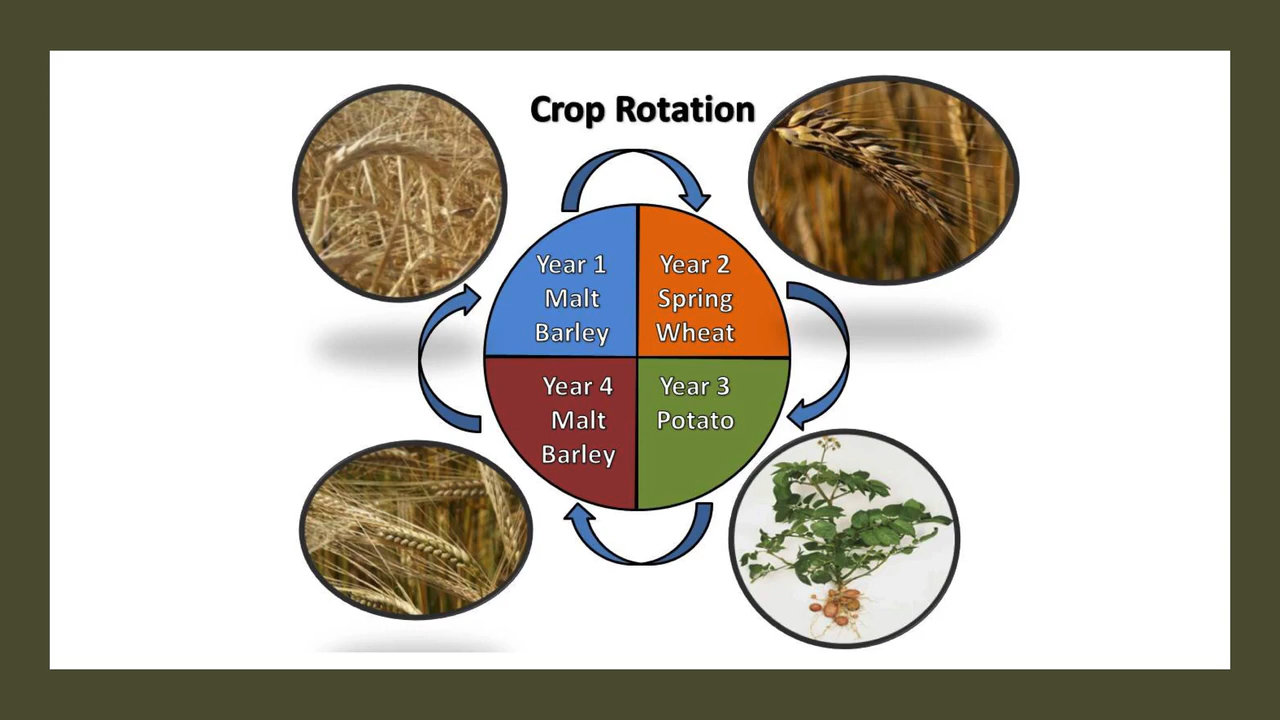 Crop Rotation
Year 1
Malt
Barley
Year 2
Spring
Wheat
Year 4
Malt
Barley
Year 3
Potato